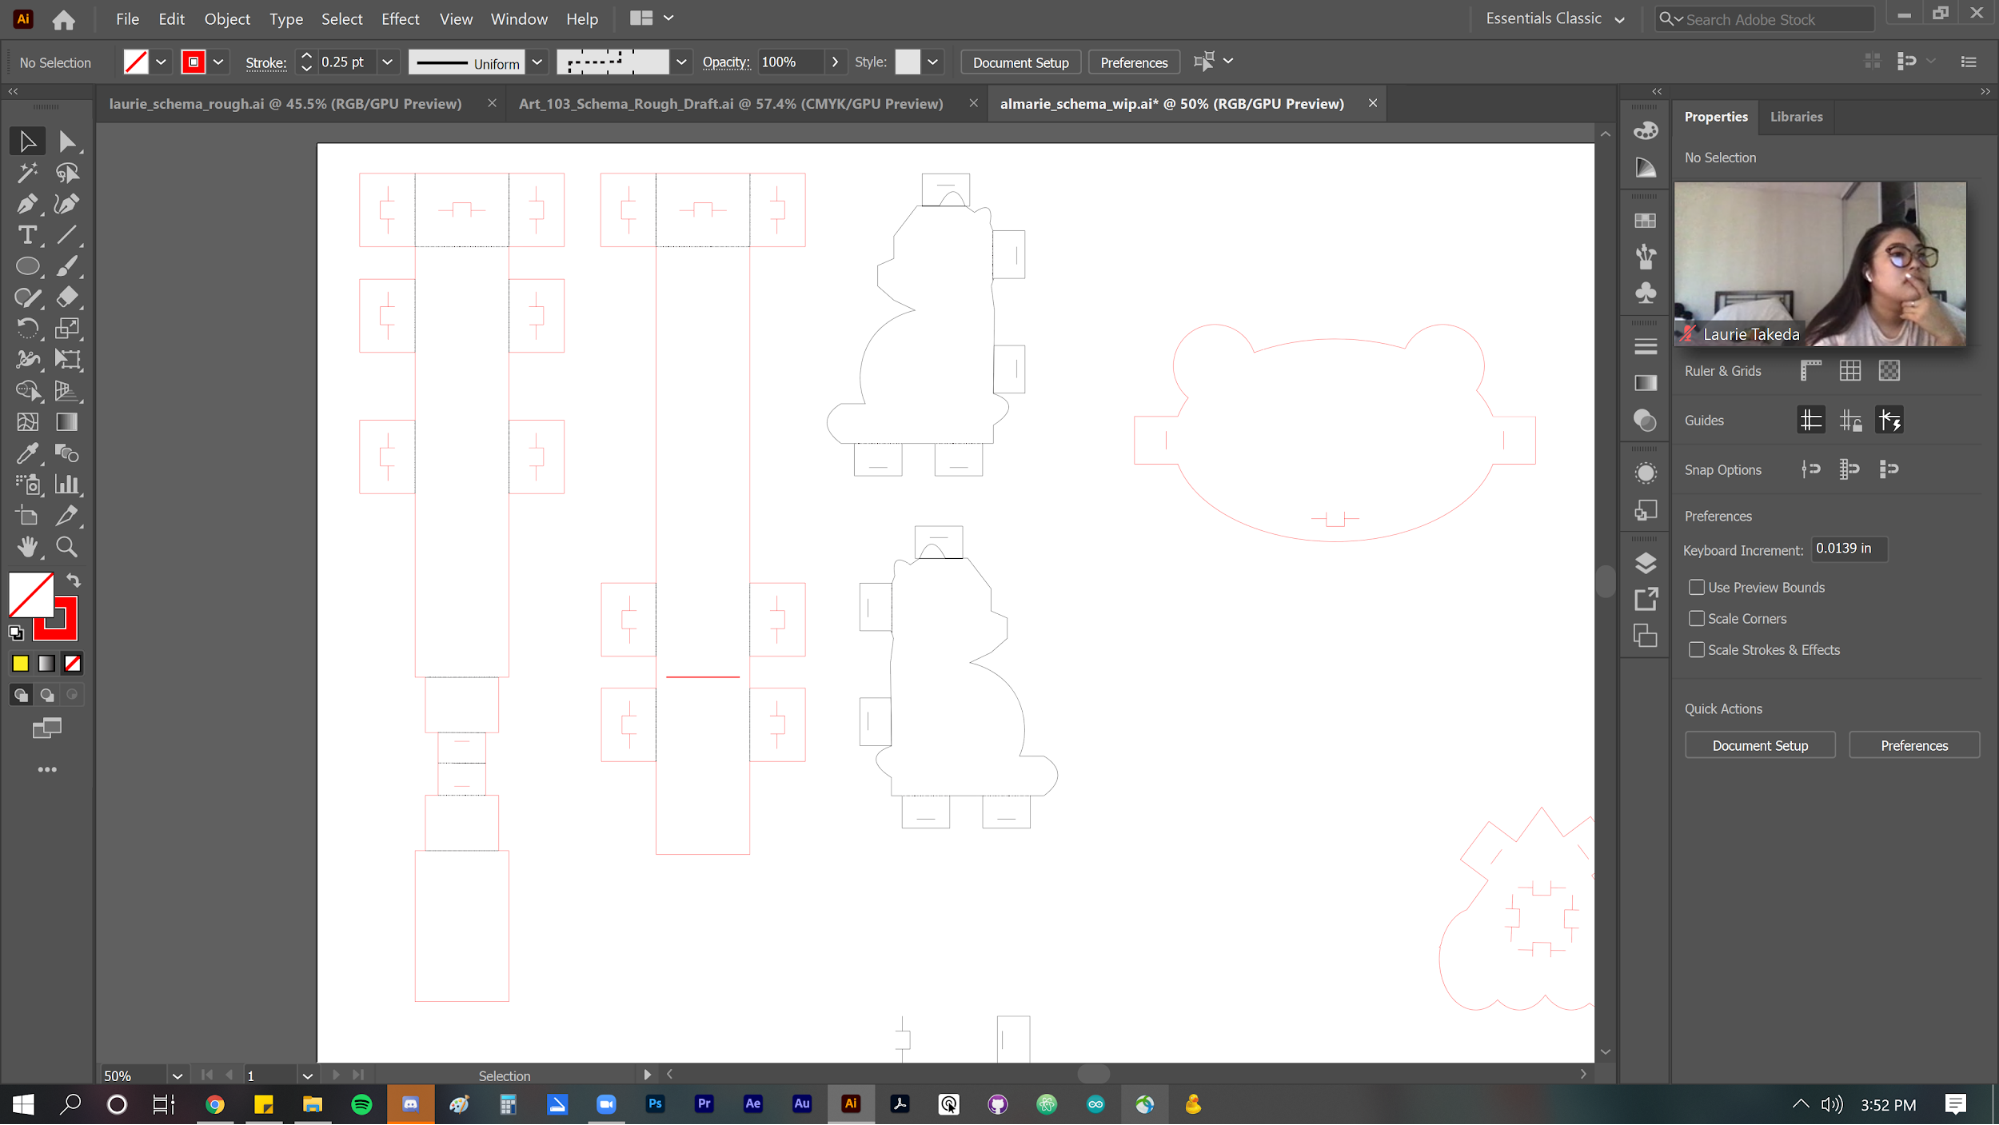 Ai File Edit Object Type Select Effect View Window Help Essentials Classic Search Adobe Stock
No Selection Stroke: 0.25 pt Uniform Opacity: 100% Style: Document Setup Preferences
laurie_schema_rough.ai @ 45.5% (RGB/GPU Preview) × Art_103_Schema_Rough_Draft.ai @ 57.4% (CMYK/GPU Preview) × almarie_schema_wip.ai* @ 50% (RGB/GPU Preview) ×
Properties Libraries
No Selection
Laurie Takeda
Ruler & Grids
Guides
Snap Options
Preferences
Keyboard Increment: 0.0139 in
Use Preview Bounds
Scale Corners
Scale Strokes & Effects
Quick Actions
Document Setup Preferences
50% 1 Selection
Ps Pr Ae Au Ai 3:52 PM